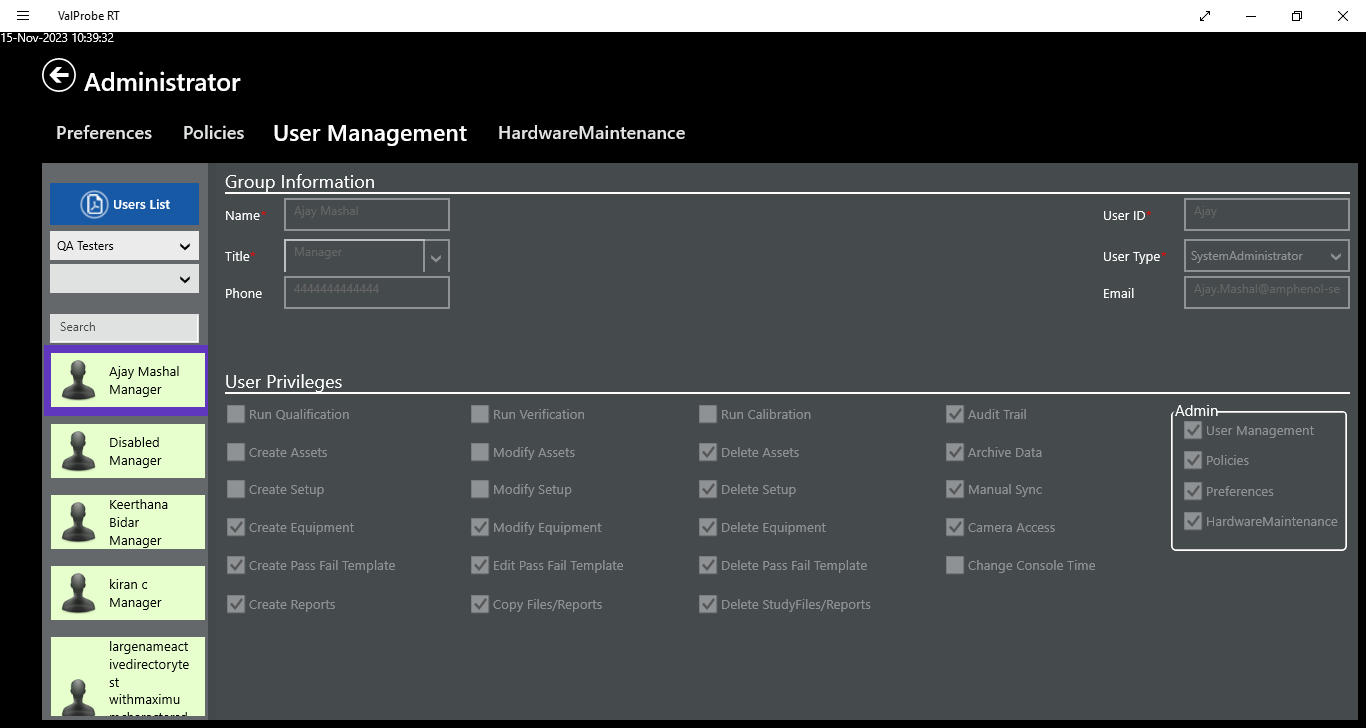 ValProbe RT
15-Nov-2023 10:39:32
Administrator
Preferences Policies User Management HardwareMaintenance
Users List
QA Testers
Search
Ajay Mashal
Manager
Disabled
Manager
Keerthana
Bidar
Manager
kiran c
Manager
largenameact
ivedirectoryte
st
withmaximu
Group Information
Name* Ajay Mashal
User ID* Ajay
Title* Manager
User Type* SystemAdministrator
Phone 4444444444444
Email Ajay.Mashal@amphenol-se
User Privileges
Run Qualification Run Verification Run Calibration Audit Trail
Create Assets Modify Assets Delete Assets Archive Data
Create Setup Modify Setup Delete Setup Manual Sync
Create Equipment Modify Equipment Delete Equipment Camera Access
Create Pass Fail Template Edit Pass Fail Template Delete Pass Fail Template Change Console Time
Create Reports Copy Files/Reports Delete StudyFiles/Reports
Admin
User Management
Policies
Preferences
HardwareMaintenance